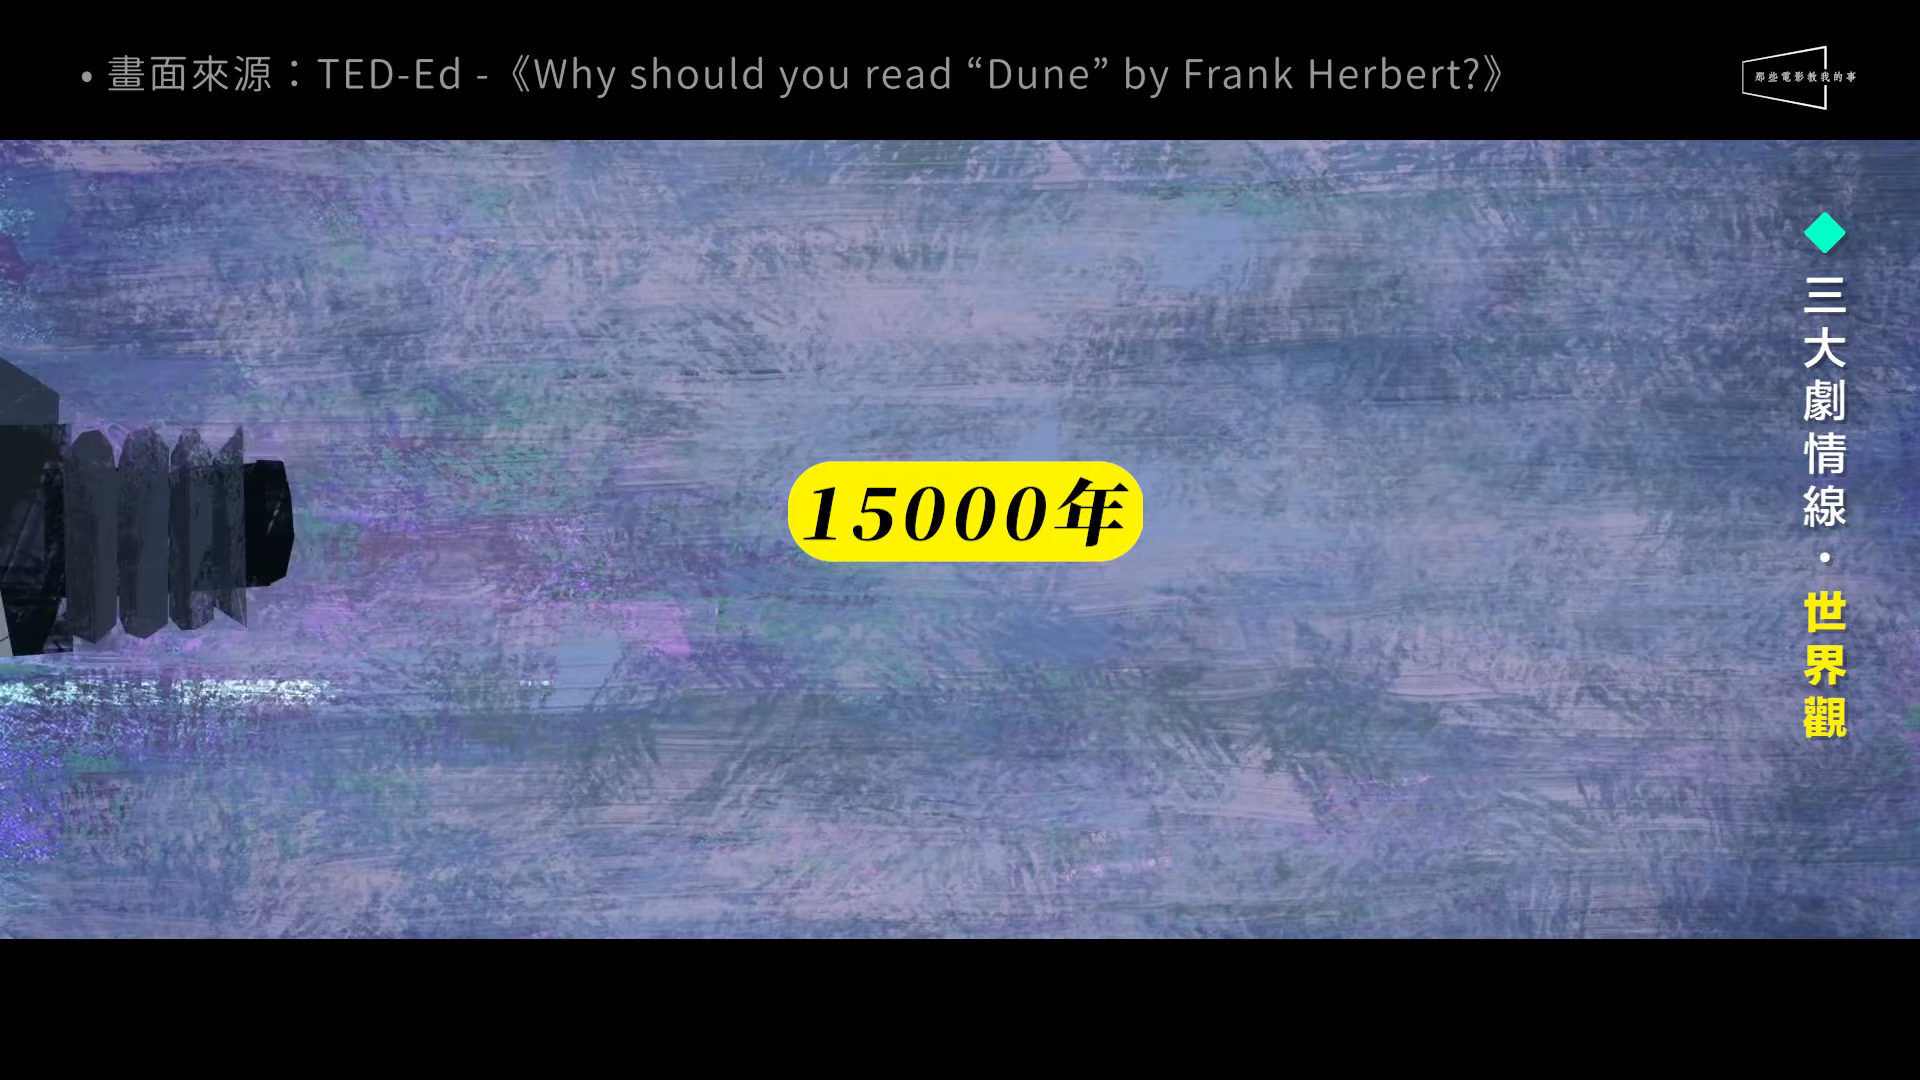 • 畫面來源：TED-Ed -《Why should you read “Dune” by Frank Herbert?》
那些電影教我的事
15000年
三大劇情線・世界觀